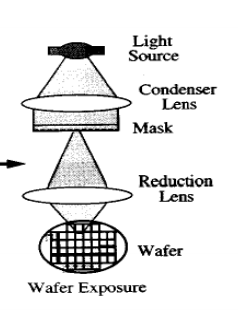 Light
Source
Condenser
Lens
Mask
Reduction
Lens
Wafer
Wafer Exposure